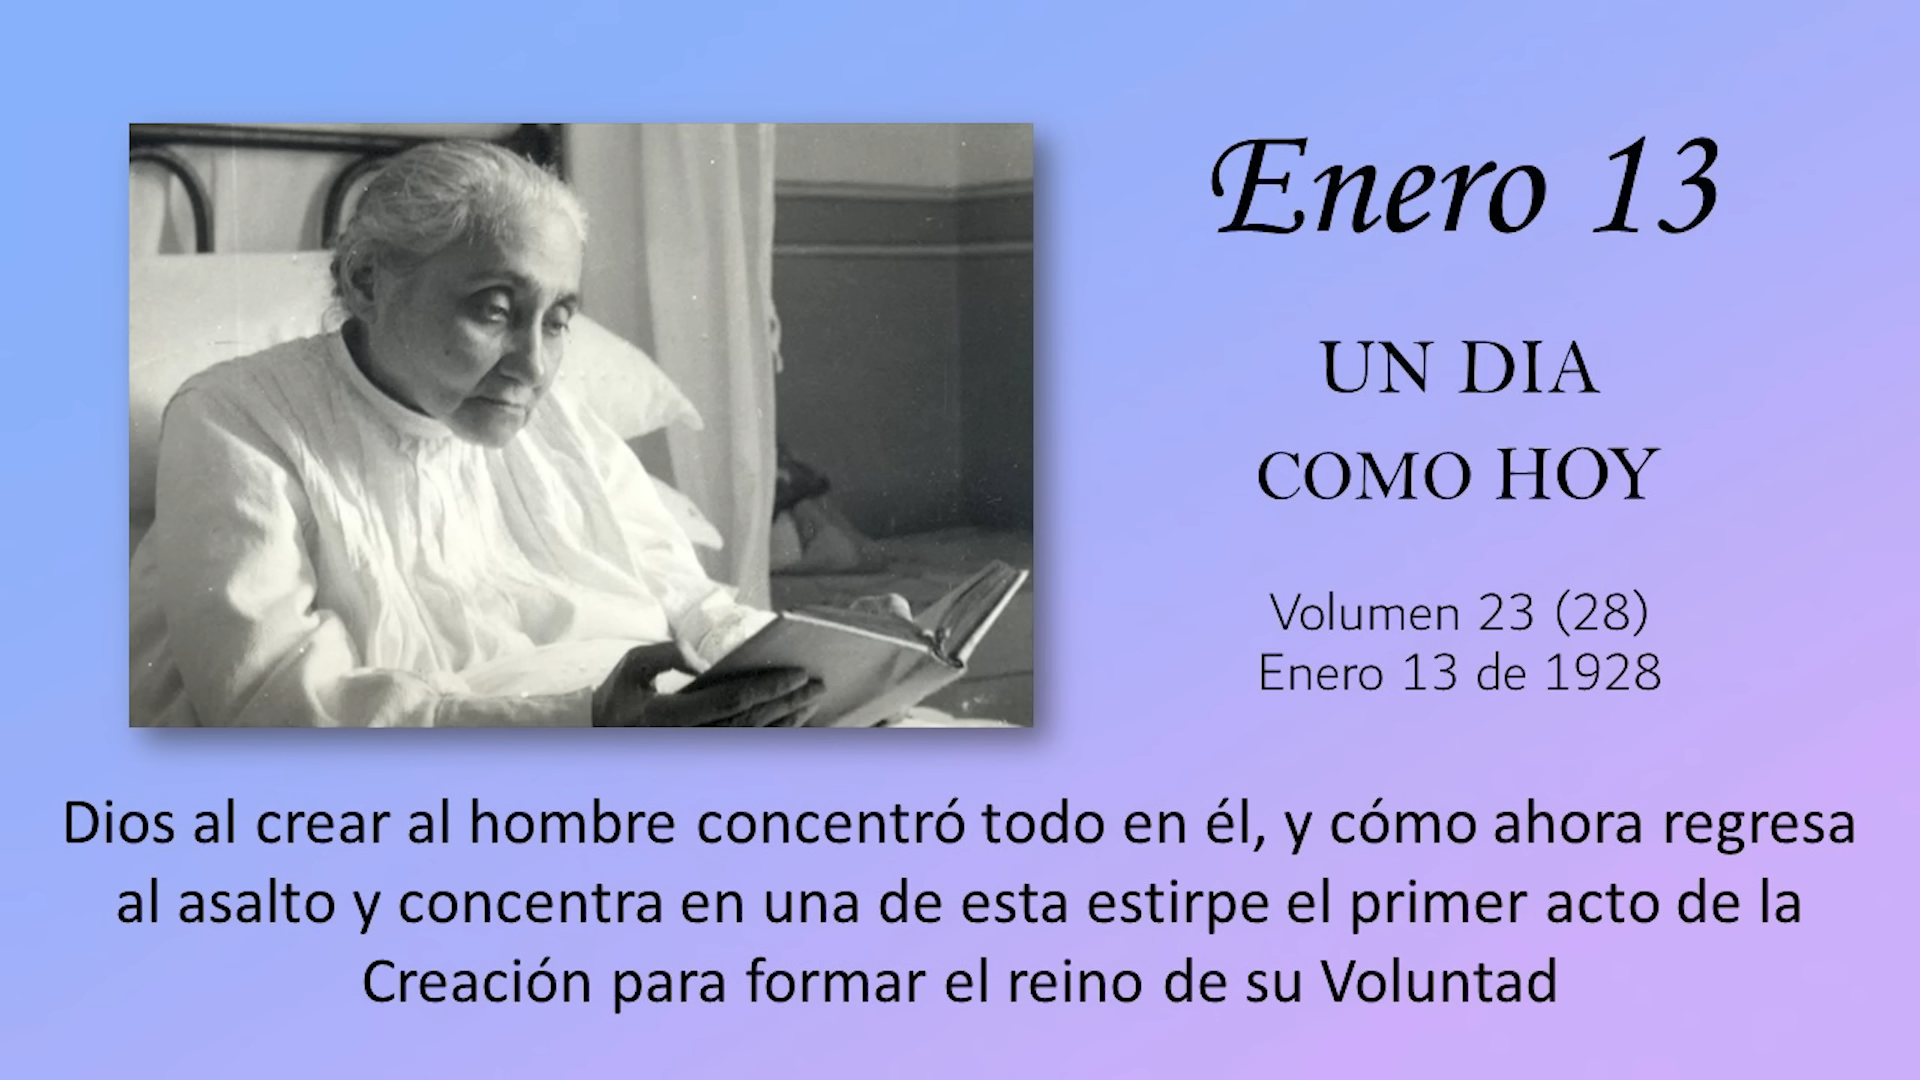 Enero 13
UN DIA
COMO HOY
Volumen 23 (28)
Enero 13 de 1928
Dios al crear al hombre concentró todo en él, y cómo ahora regresa
al asalto y concentra en una de esta estirpe el primer acto de la
Creación para formar el reino de su Voluntad